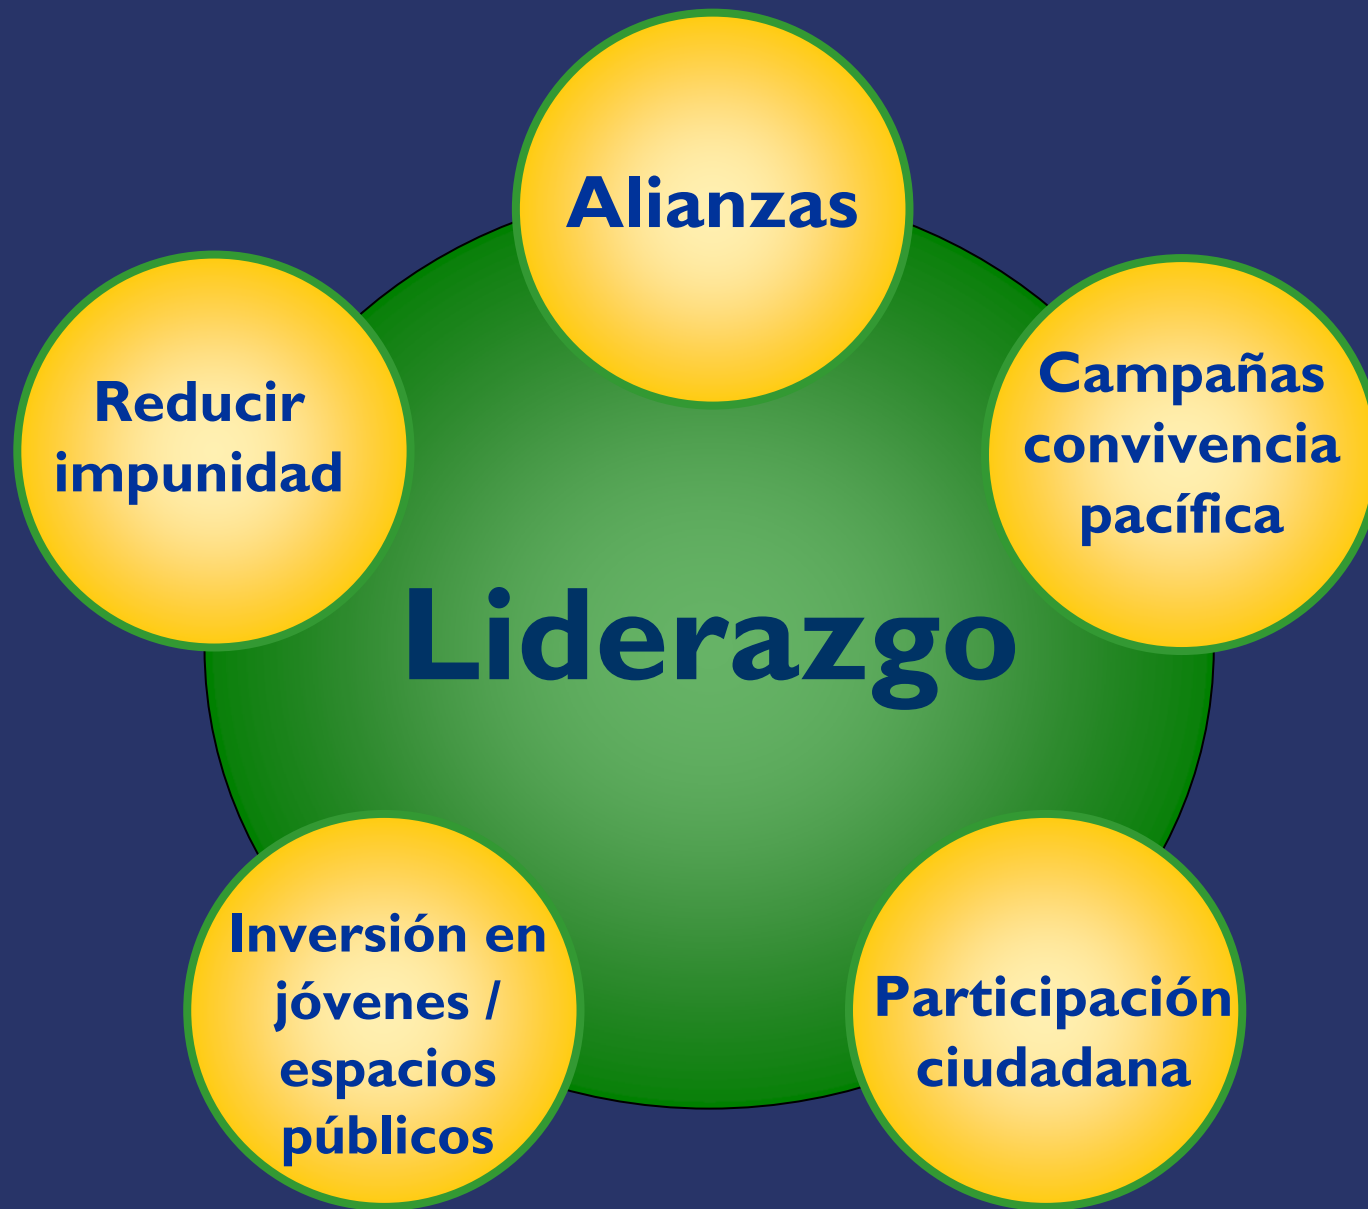 Alianzas
Campañas
convivencia
pacífica
Reducir
impunidad
Liderazgo
Inversión en
jóvenes /
espacios
públicos
Participación
ciudadana